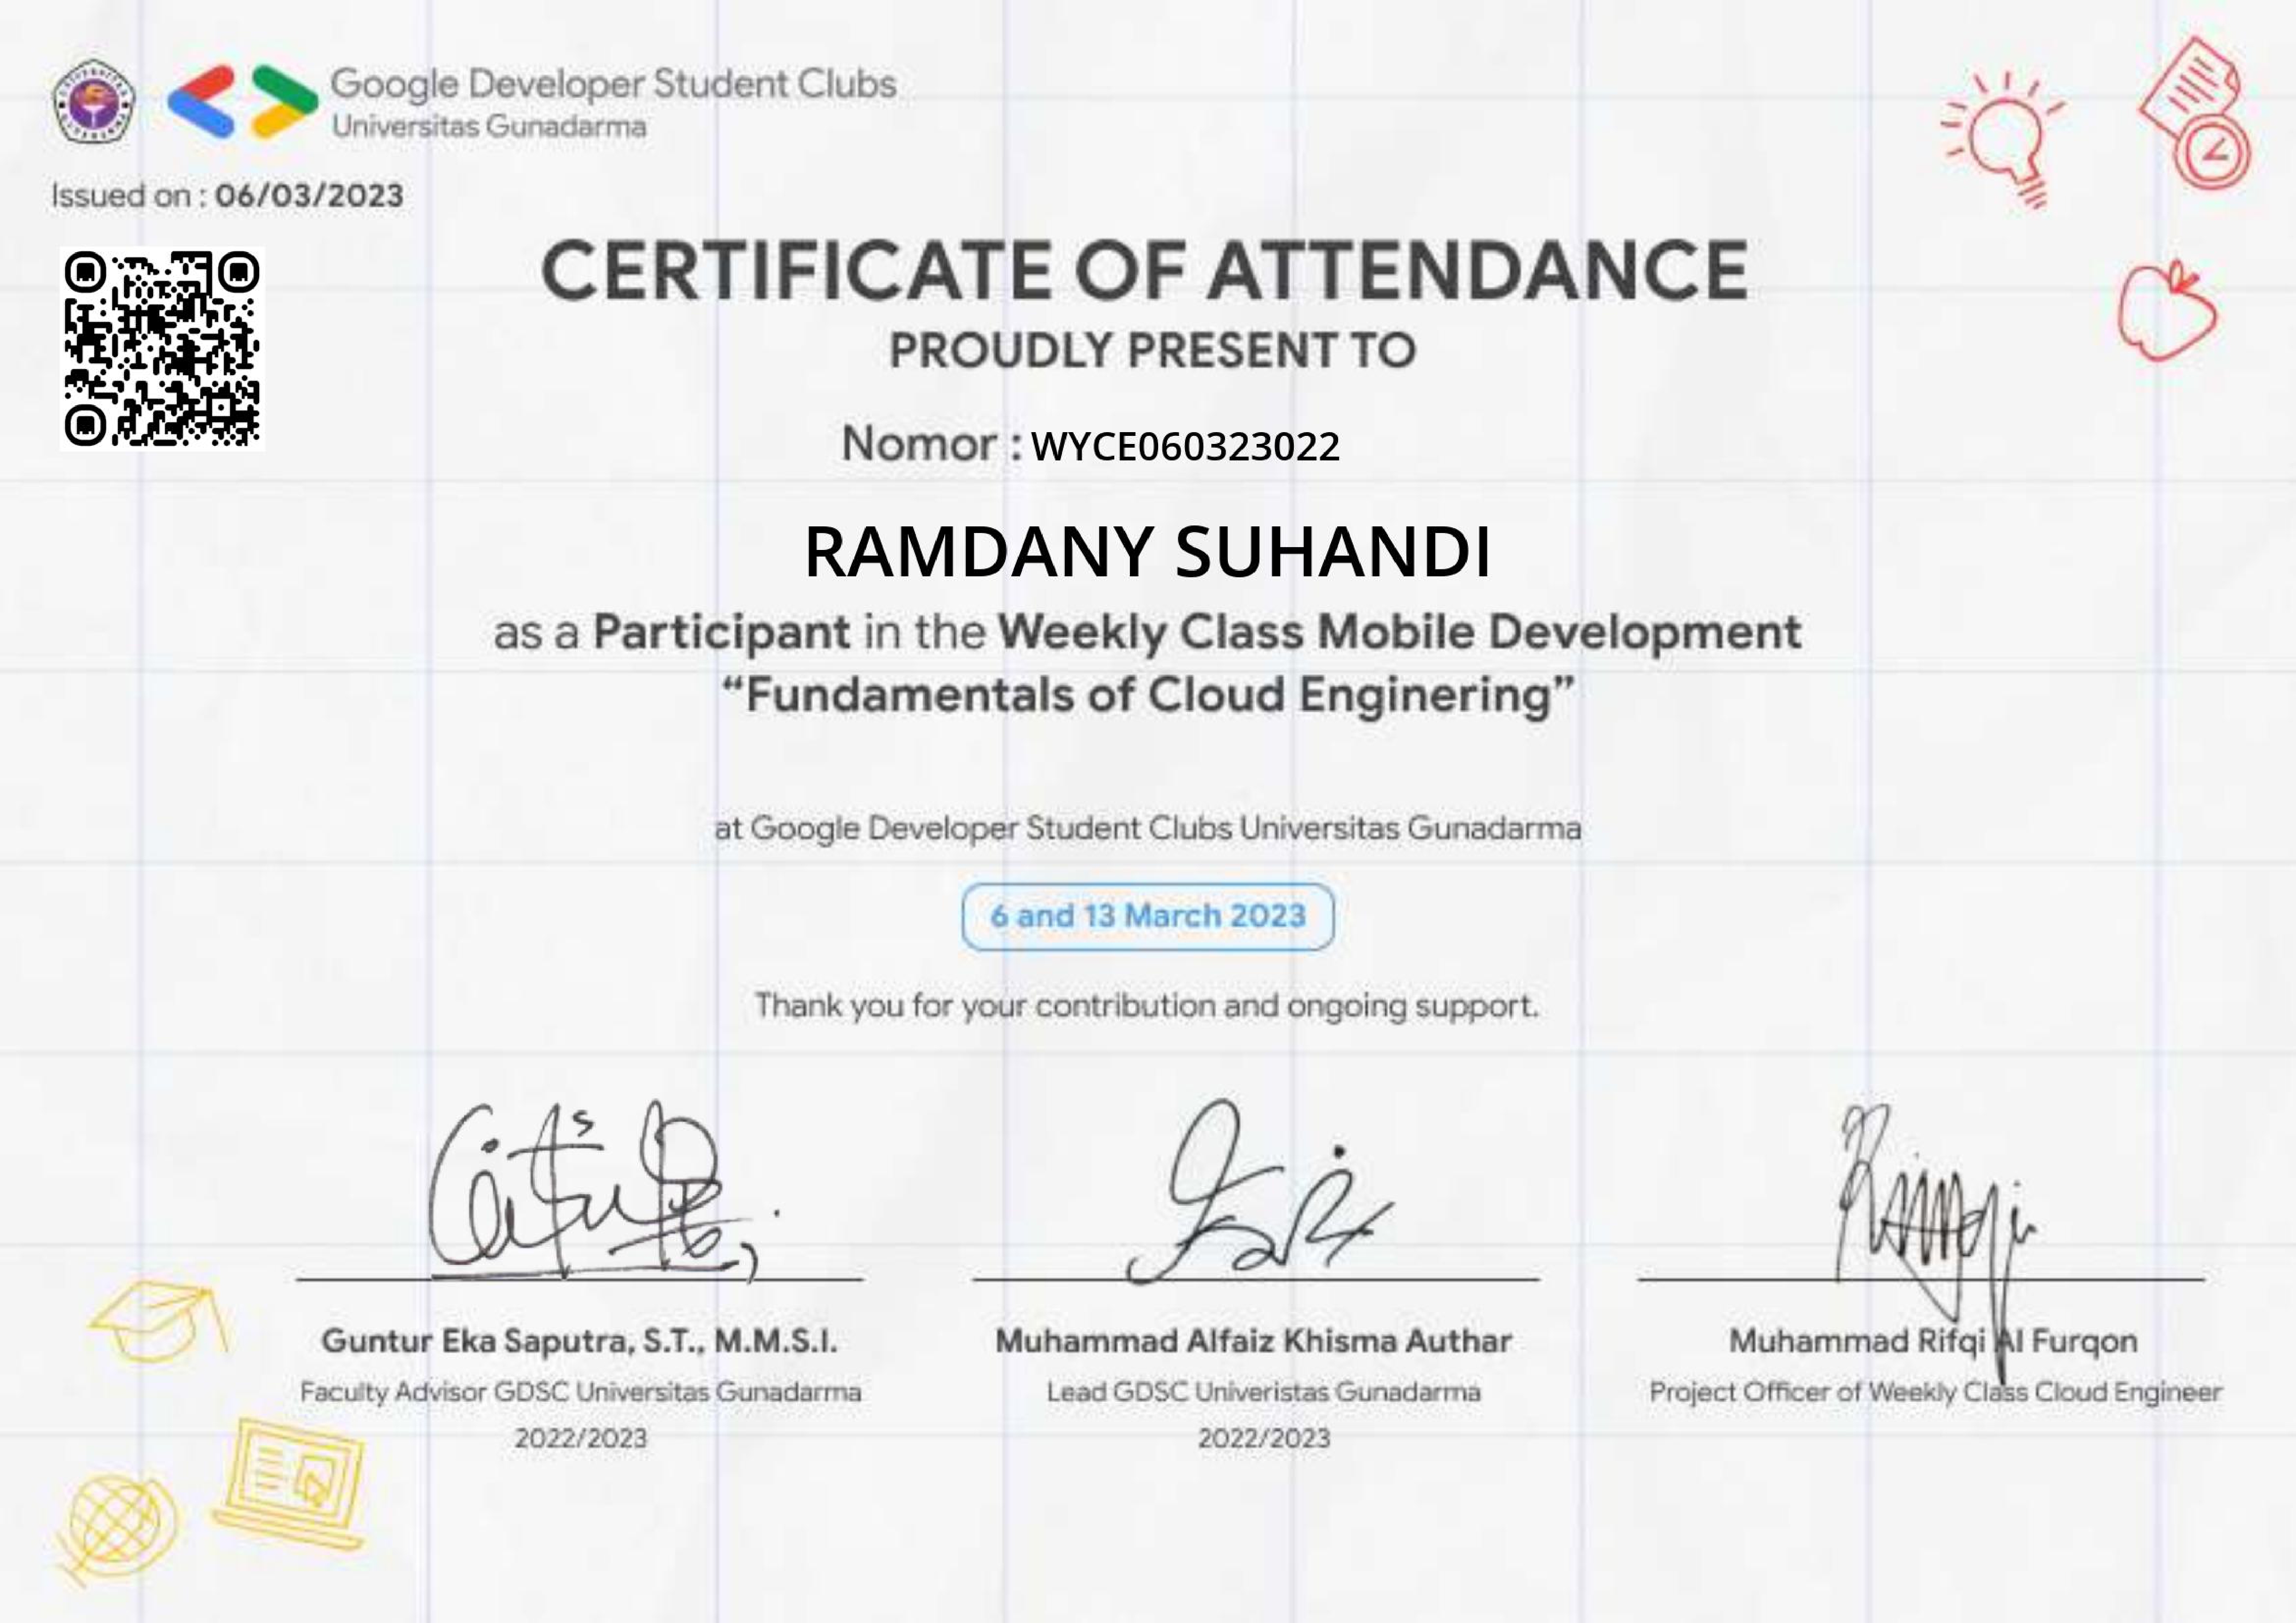 Google Developer Student Clubs
Universitas Gunadarma
Issued on : 06/03/2023
CERTIFICATE OF ATTENDANCE
PROUDLY PRESENT TO
Nomor : WYCE060323022
RAMDANY SUHANDI
as a Participant in the Weekly Class Mobile Development
“Fundamentals of Cloud Enginering”
at Google Developer Student Clubs Universitas Gunadarma
6 and 13 March 2023
Thank you for your contribution and ongoing support.
Guntur Eka Saputra, S.T., M.M.S.I.
Faculty Advisor GDSC Universitas Gunadarma
2022/2023
Muhammad Alfaiz Khisma Authar
Lead GDSC Univeristas Gunadarma
2022/2023
Muhammad Rifqi Al Furqon
Project Officer of Weekly Class Cloud Engineer